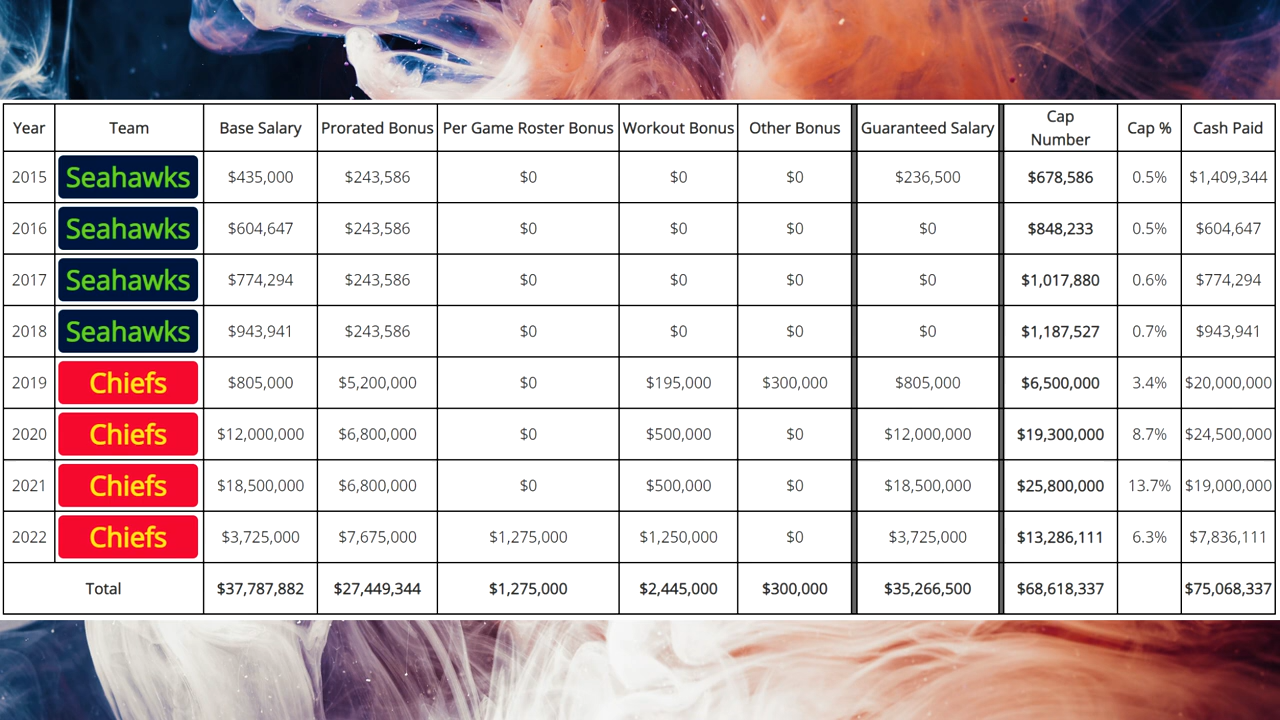 Year Team Base Salary Prorated Bonus Per Game Roster Bonus Workout Bonus Other Bonus Guaranteed Salary Cap Number Cap % Cash Paid
2015 Seahawks $435,000 $243,586 $0 $0 $0 $236,500 $678,586 0.5% $1,409,344
2016 Seahawks $604,647 $243,586 $0 $0 $0 $0 $848,233 0.5% $604,647
2017 Seahawks $774,294 $243,586 $0 $0 $0 $0 $1,017,880 0.6% $774,294
2018 Seahawks $943,941 $243,586 $0 $0 $0 $0 $1,187,527 0.7% $943,941
2019 Chiefs $805,000 $5,200,000 $0 $195,000 $300,000 $805,000 $6,500,000 3.4% $20,000,000
2020 Chiefs $12,000,000 $6,800,000 $0 $500,000 $0 $12,000,000 $19,300,000 8.7% $24,500,000
2021 Chiefs $18,500,000 $6,800,000 $0 $500,000 $0 $18,500,000 $25,800,000 13.7% $19,000,000
2022 Chiefs $3,725,000 $7,675,000 $1,275,000 $1,250,000 $0 $3,725,000 $13,286,111 6.3% $7,836,111
Total $37,787,882 $27,449,344 $1,275,000 $2,445,000 $300,000 $35,266,500 $68,618,337 $75,068,337